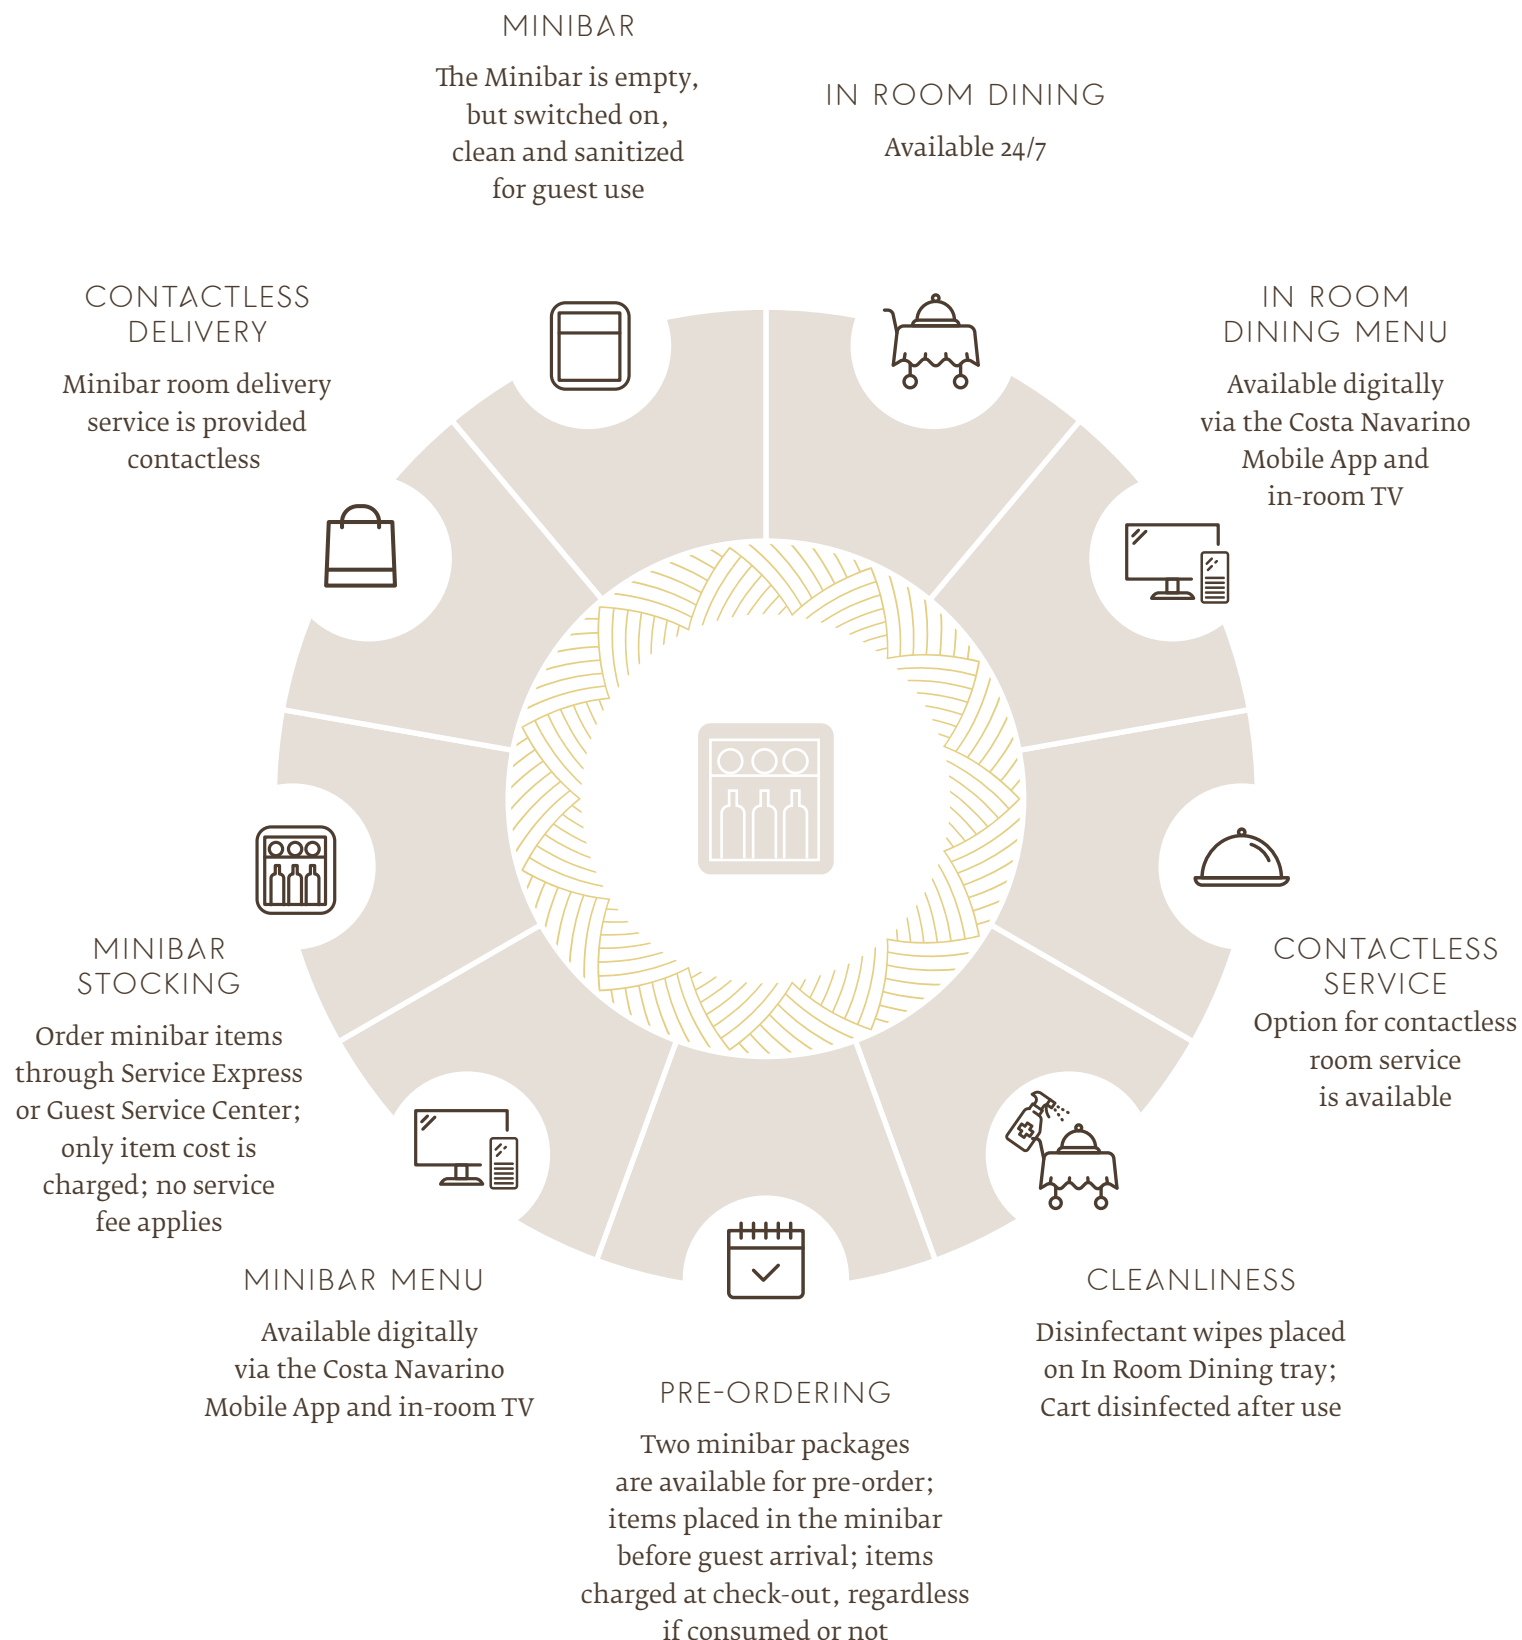 MINIBAR
The Minibar is empty,
but switched on,
clean and sanitized
for guest use
IN ROOM DINING
Available 24/7
IN ROOM
DINING MENU
Available digitally
via the Costa Navarino
Mobile App and
in-room TV
CONTACTLESS
SERVICE
Option for contactless
room service
is available
CLEANLINESS
Disinfectant wipes placed
on In Room Dining tray;
Cart disinfected after use
PRE-ORDERING
Two minibar packages
are available for pre-order;
items placed in the minibar
before guest arrival; items
charged at check-out, regardless
if consumed or not
MINIBAR MENU
Available digitally
via the Costa Navarino
Mobile App and in-room TV
MINIBAR
STOCKING
Order minibar items
through Service Express
or Guest Service Center;
only item cost is
charged; no service
fee applies
CONTACTLESS
DELIVERY
Minibar room delivery
service is provided
contactless